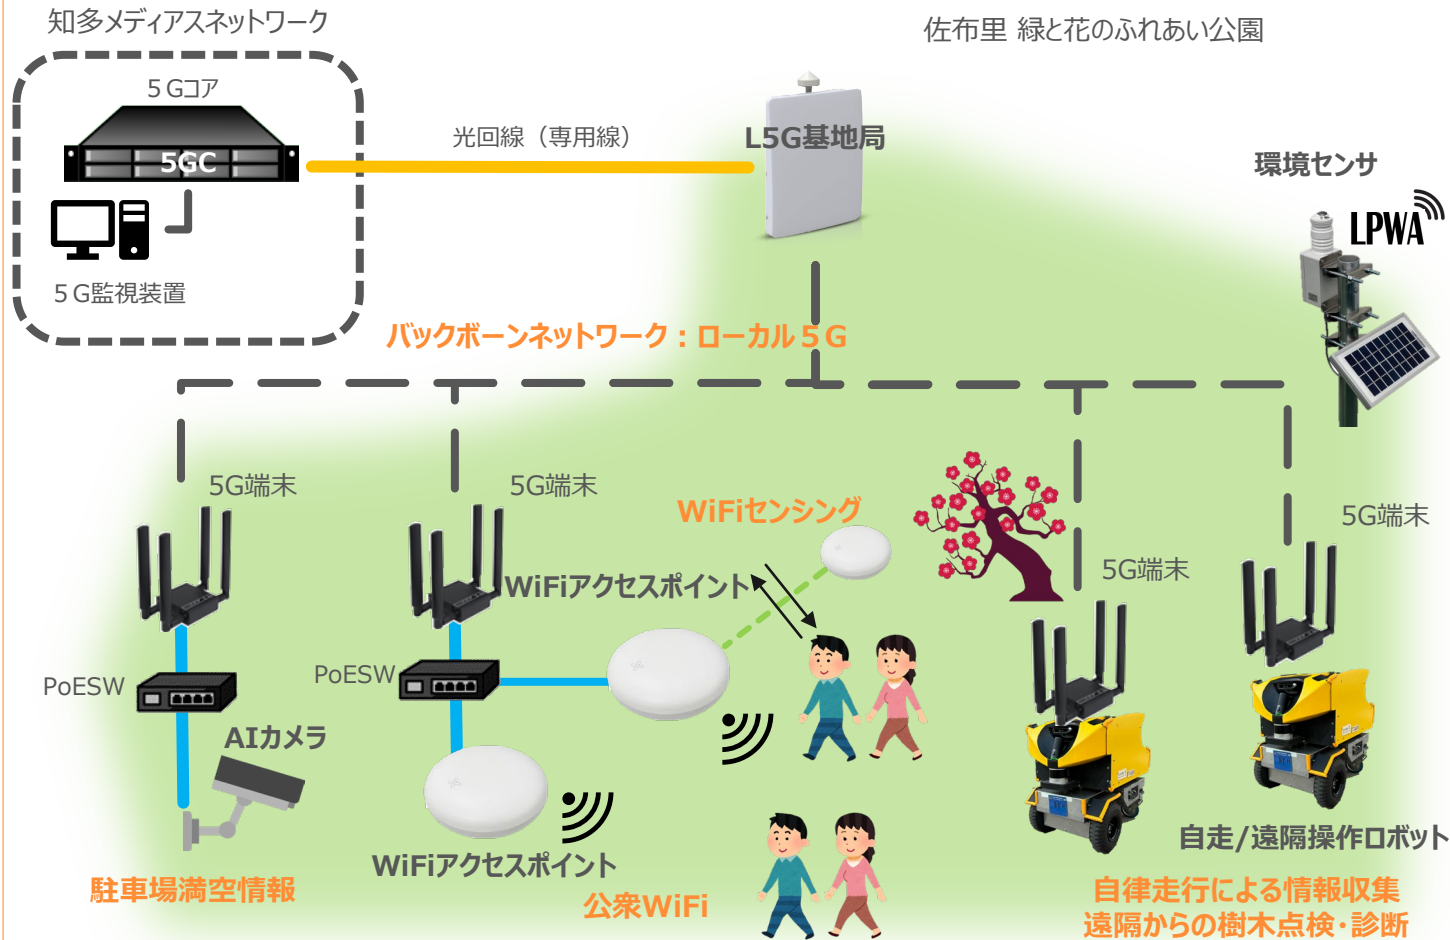 知多メディアスネットワーク
佐布里 緑と花のふれあい公園
５Gコア
5GC
光回線（専用線）
L5G基地局
環境センサ
LPWA
５G監視装置
バックボーンネットワーク：ローカル５G
5G端末
5G端末
WiFiセンシング
5G端末
5G端末
WiFiアクセスポイント
PoESW
PoESW
AIカメラ
WiFiアクセスポイント
自走/遠隔操作ロボット
駐車場満空情報
公衆WiFi
自律走行による情報収集
遠隔からの樹木点検・診断